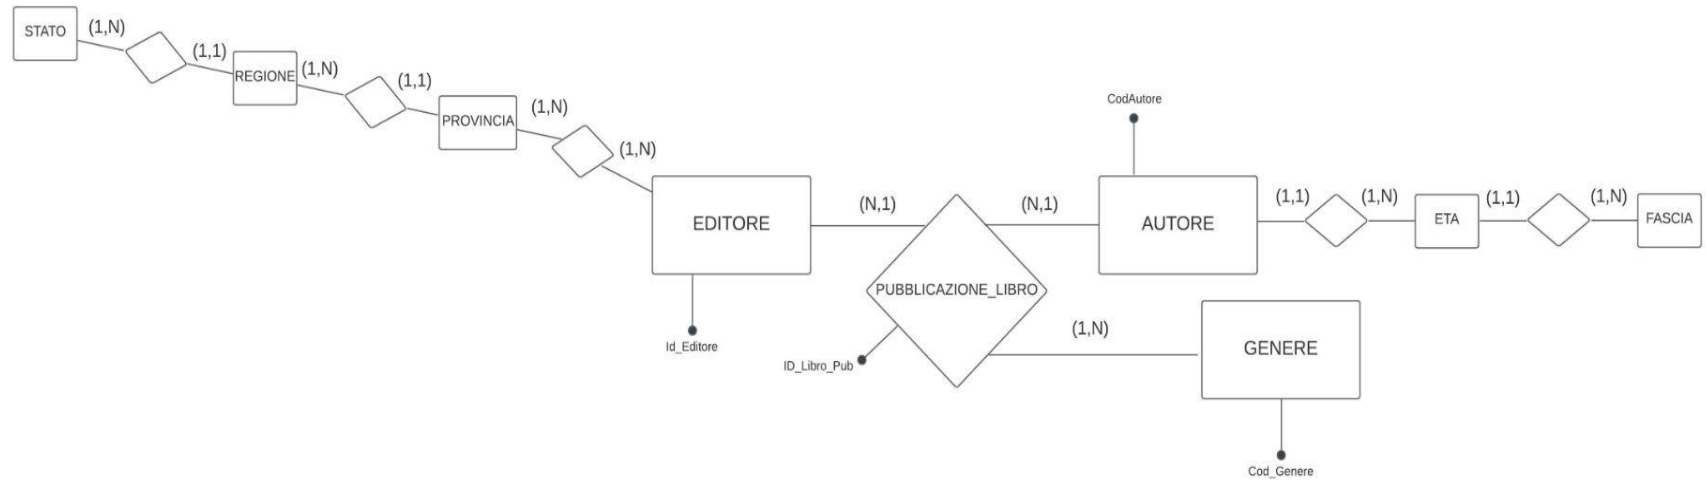 STATO
(1,N)
(1,1)
REGIONE
(1,N)
(1,1)
PROVINCIA
(1,N)
(1,N)
EDITORE
Id_Editore
(N,1)
PUBBLICAZIONE_LIBRO
ID_Libro_Pub
(N,1)
CodAutore
AUTORE
(1,1)
(1,N)
ETA
(1,1)
(1,N)
FASCIA
(1,N)
GENERE
Cod_Genere